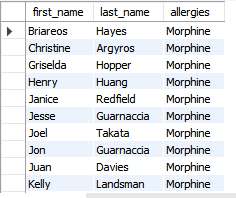 first_name last_name allergies
Briareos Hayes Morphine
Christine Argyros Morphine
Griselda Hopper Morphine
Henry Huang Morphine
Janice Redfield Morphine
Jesse Guarnaccia Morphine
Joel Takata Morphine
Jon Guarnaccia Morphine
Juan Davies Morphine
Kelly Landsman Morphine